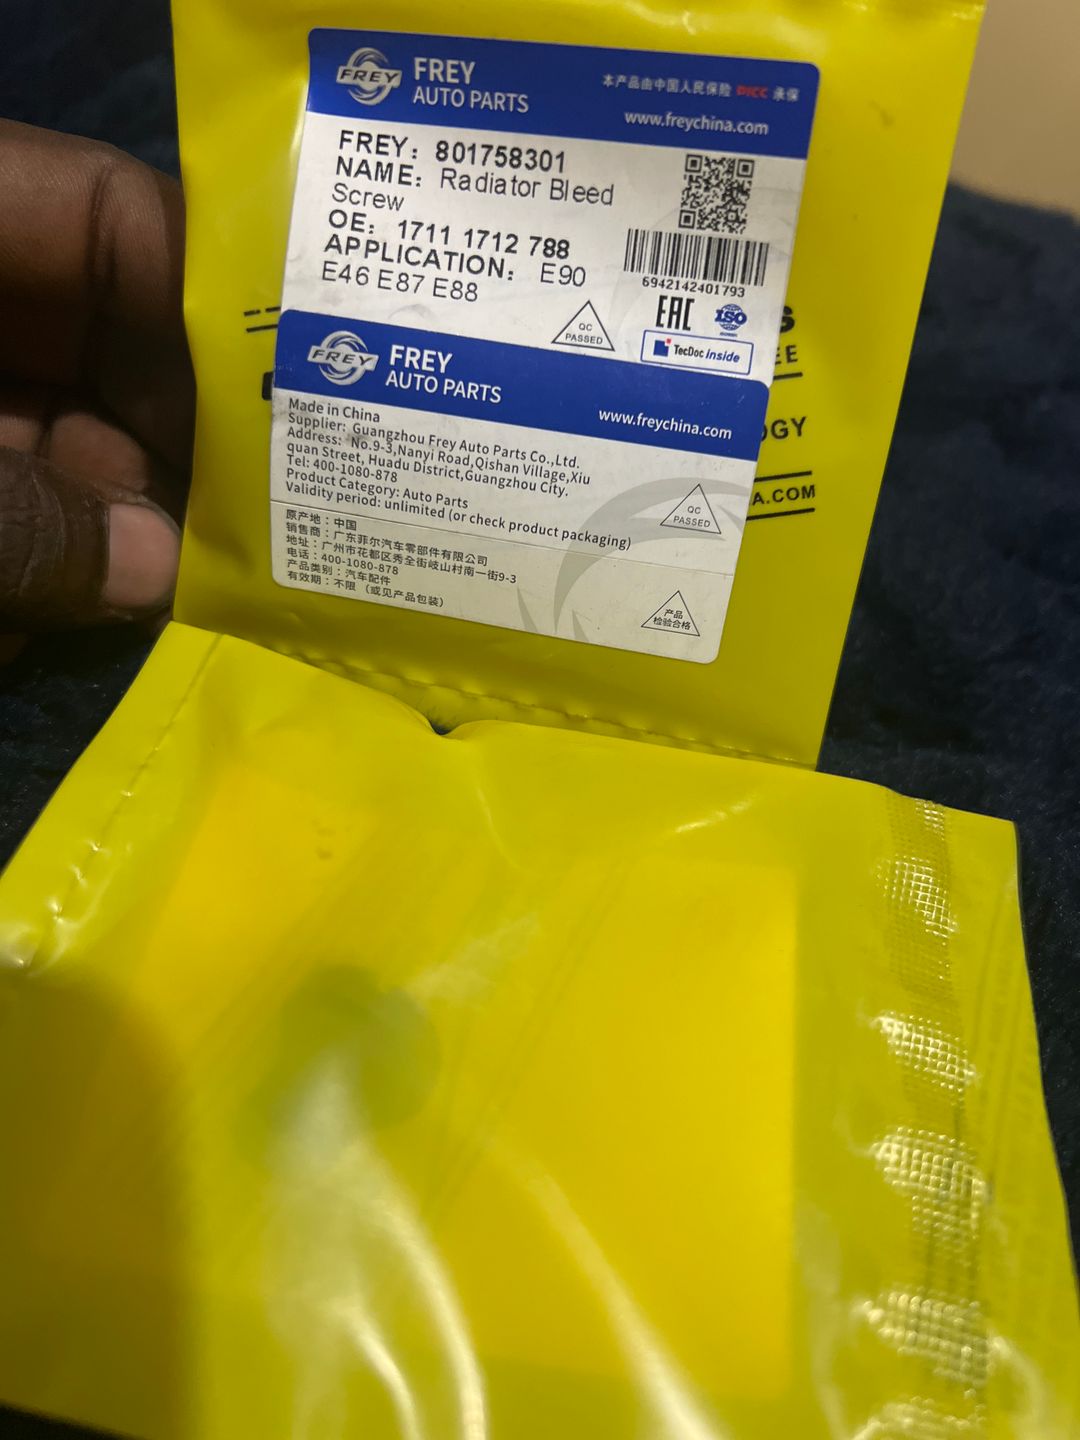 FREY
FREY
AUTO PARTS
本产品由中国人民保险 PICC 承保
www.freychina.com
FREY: 801758301
NAME: Radiator Bleed
Screw
OE: 1711 1712 788
APPLICATION: E90
E46 E87 E88
6942142401793
EAC
ISO
QC
PASSED
TecDoc inside
S
EE
OGY
A.COM
FREY
FREY
AUTO PARTS
www.freychina.com
Made in China
Supplier: Guangzhou Frey Auto Parts Co.,Ltd.
Address: No.9-3,Nanyi Road,Qishan Village,Xiu
quan Street, Huadu District,Guangzhou City.
Tel: 400-1080-878
Product Category: Auto Parts
Validity period: unlimited (or check product packaging)
QC
PASSED
原产地：中国
销售商：广东菲尔汽车零部件有限公司
地址：广州市花都区秀全街岐山村南一街9-3
电话：400-1080-878
产品类别：汽车配件
有效期：不限 （或见产品包装）
产品
检验合格